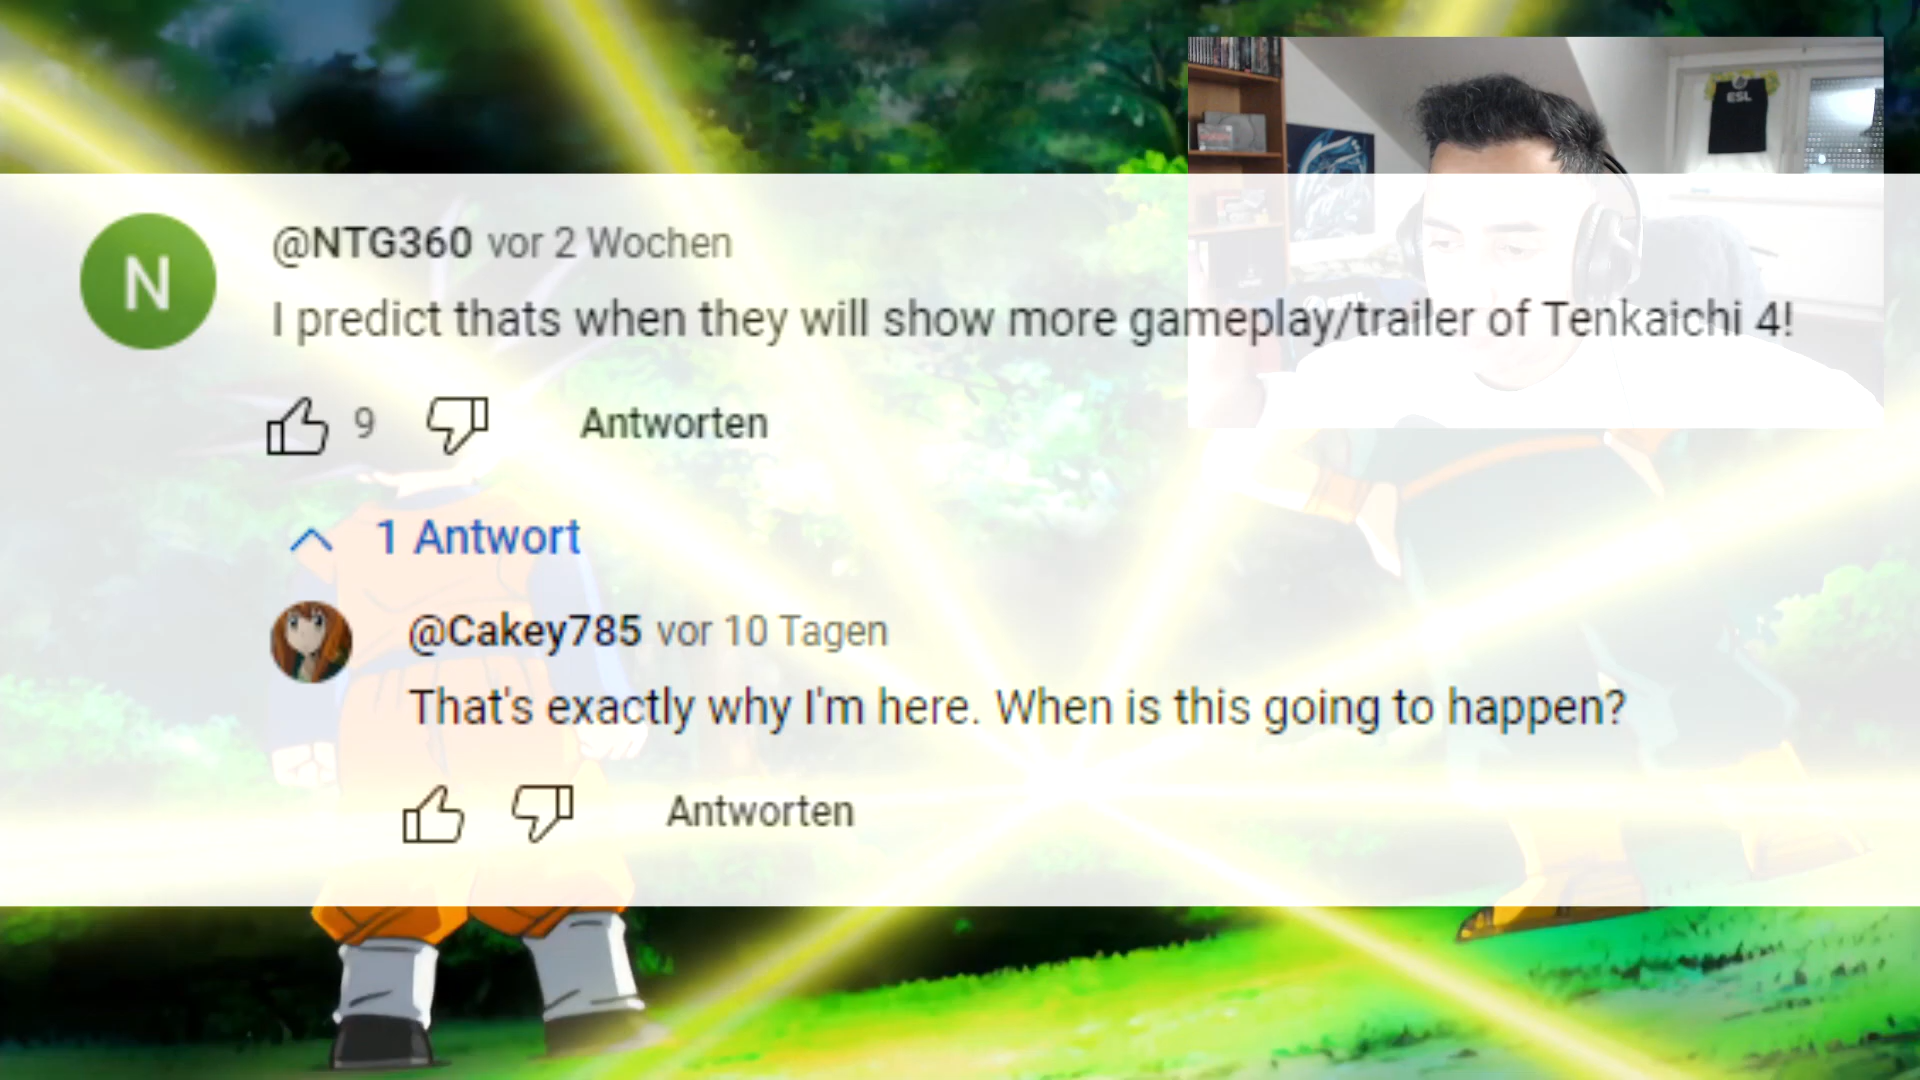 ESL
N
@NTG360 vor 2 Wochen
I predict thats when they will show more gameplay/trailer of Tenkaichi 4!
9 Antworten
1 Antwort
@Cakey785 vor 10 Tagen
That's exactly why I'm here. When is this going to happen?
Antworten